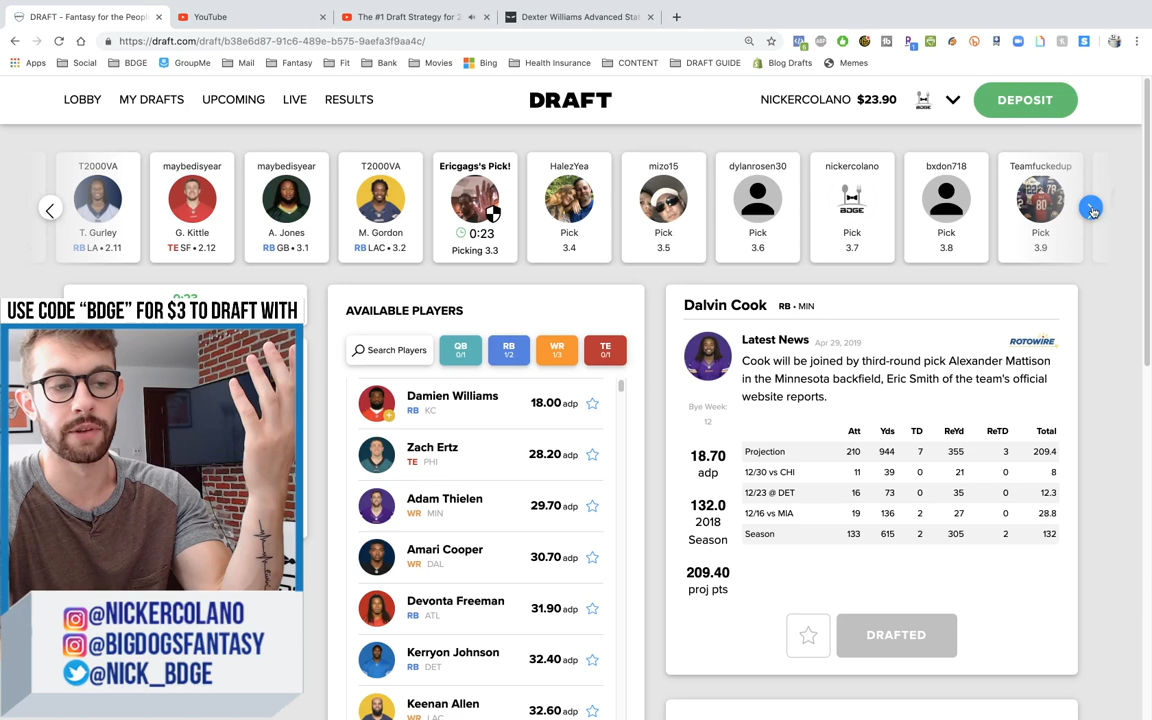 DRAFT - Fantasy for the Peopl
YouTube
The #1 Draft Strategy for 2
Dexter Williams Advanced Stat
https://draft.com/draft/b38e6d87-91c6-489e-b575-9aefa3f9aa4c/
Apps Social BDGE GroupMe Mail Fantasy Fit Bank Movies Bing Health Insurance CONTENT DRAFT GUIDE Blog Drafts Memes
LOBBY MY DRAFTS UPCOMING LIVE RESULTS
DRAFT
NICKERCOLANO $23.90
DEPOSIT
T2000VA maybedisyear maybedisyear T2000VA Ericgags's Pick! HalezYea mizo15 dylanrosen30 nickercolano bxdon718 Teamfuckedup
BDGE
80
T. Gurley G. Kittle A. Jones M. Gordon 0:23 Pick Pick Pick Pick Pick Pick
RB LA • 2.11 TE SF • 2.12 RB GB • 3.1 RB LAC • 3.2 Picking 3.3 3.4 3.5 3.6 3.7 3.8 3.9
USE CODE "BDGE" FOR $3 TO DRAFT WITH
@NICKERCOLANO
@BIGDOGSFANTASY
@NICK_BDGE
AVAILABLE PLAYERS
Search Players
QB 0/1
RB 1/2
WR 1/3
TE 0/1
Damien Williams 18.00 adp
RB KC
Zach Ertz 28.20 adp
TE PHI
Adam Thielen 29.70 adp
WR MIN
Amari Cooper 30.70 adp
WR DAL
Devonta Freeman 31.90 adp
RB ATL
Kerryon Johnson 32.40 adp
RB DET
Keenan Allen 32.60 adp
WR LAC
Dalvin Cook RB • MIN
Latest News Apr 29, 2019
ROTOWIRE
Cook will be joined by third-round pick Alexander Mattison
in the Minnesota backfield, Eric Smith of the team's official
website reports.
Bye Week:
12
18.70
adp
132.0
2018
Season
209.40
proj pts
Att Yds TD ReYd ReTD Total
Projection 210 944 7 355 3 209.4
12/30 vs CHI 11 39 0 21 0 8
12/23 @ DET 16 73 0 35 0 12.3
12/16 vs MIA 19 136 2 27 0 28.8
Season 133 615 2 305 2 132
DRAFTED